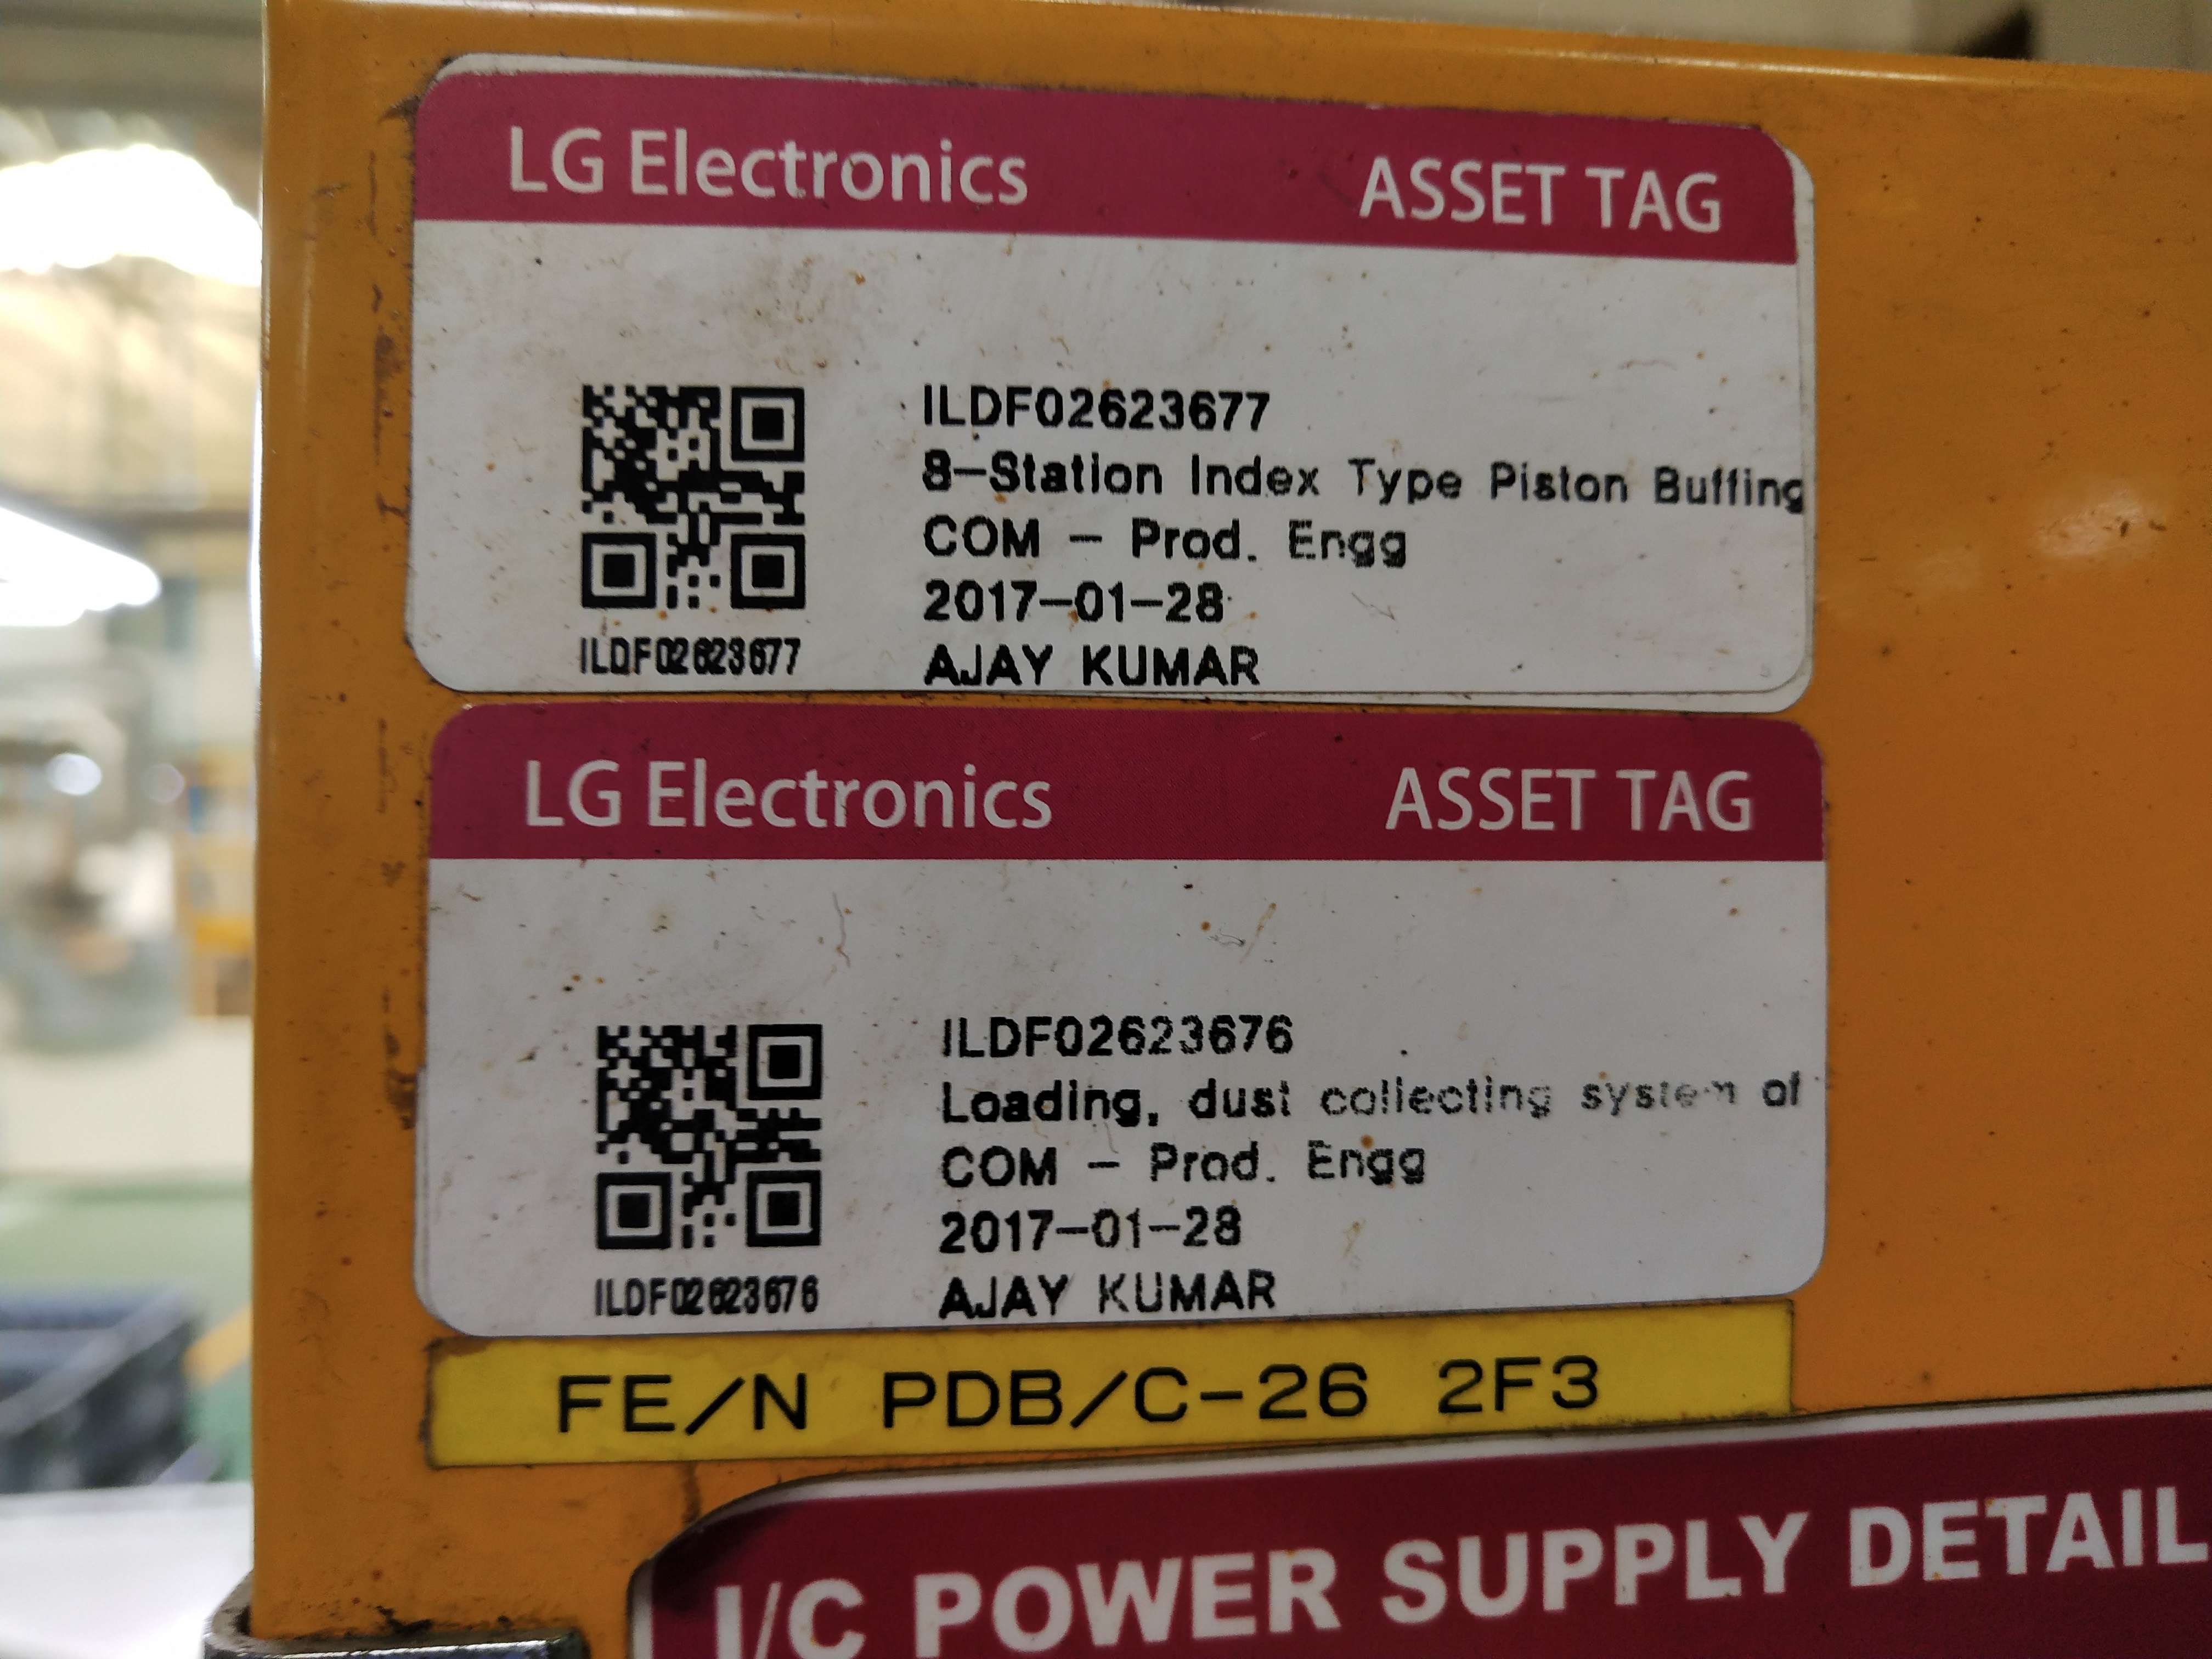 LG Electronics ASSET TAG
ILDF02623677
8-Station Index Type Piston Buffing
COM - Prod. Engg
2017-01-28
ILDF02623677
AJAY KUMAR
LG Electronics ASSET TAG
ILDF02623676
Loading, dust collecting system of
COM - Prod. Engg
2017-01-28
AJAY KUMAR
ILDF02623676
FE/N PDB/C-26 2F3
I/C POWER SUPPLY DETAIL